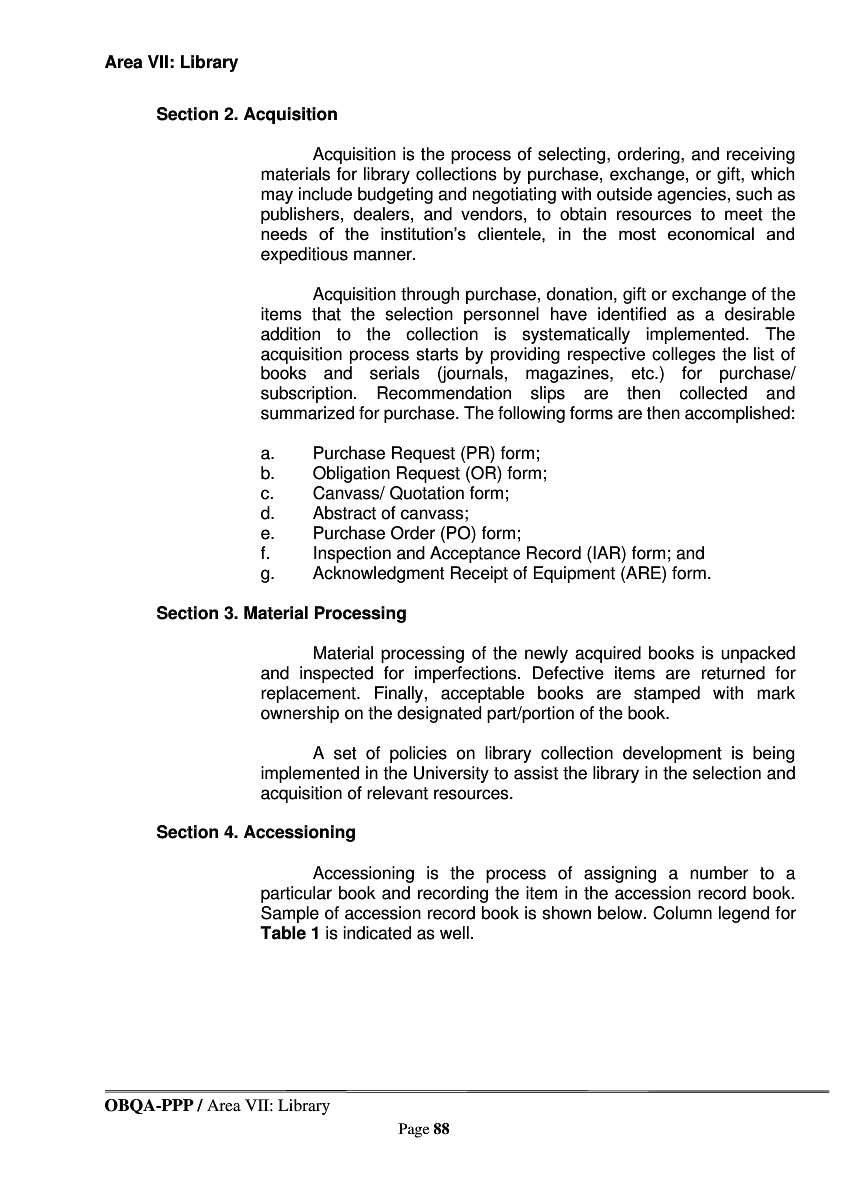 Area VII: Library
Section 2. Acquisition
Acquisition is the process of selecting, ordering, and receiving
materials for library collections by purchase, exchange, or gift, which
may include budgeting and negotiating with outside agencies, such as
publishers, dealers, and vendors, to obtain resources to meet the
needs of the institution’s clientele, in the most economical and
expeditious manner.
Acquisition through purchase, donation, gift or exchange of the
items that the selection personnel have identified as a desirable
addition to the collection is systematically implemented. The
acquisition process starts by providing respective colleges the list of
books and serials (journals, magazines, etc.) for purchase/
subscription. Recommendation slips are then collected and
summarized for purchase. The following forms are then accomplished:
a. Purchase Request (PR) form;
b. Obligation Request (OR) form;
c. Canvass/ Quotation form;
d. Abstract of canvass;
e. Purchase Order (PO) form;
f. Inspection and Acceptance Record (IAR) form; and
g. Acknowledgment Receipt of Equipment (ARE) form.
Section 3. Material Processing
Material processing of the newly acquired books is unpacked
and inspected for imperfections. Defective items are returned for
replacement. Finally, acceptable books are stamped with mark
ownership on the designated part/portion of the book.
A set of policies on library collection development is being
implemented in the University to assist the library in the selection and
acquisition of relevant resources.
Section 4. Accessioning
Accessioning is the process of assigning a number to a
particular book and recording the item in the accession record book.
Sample of accession record book is shown below. Column legend for
Table 1 is indicated as well.
OBQA-PPP / Area VII: Library
Page 88